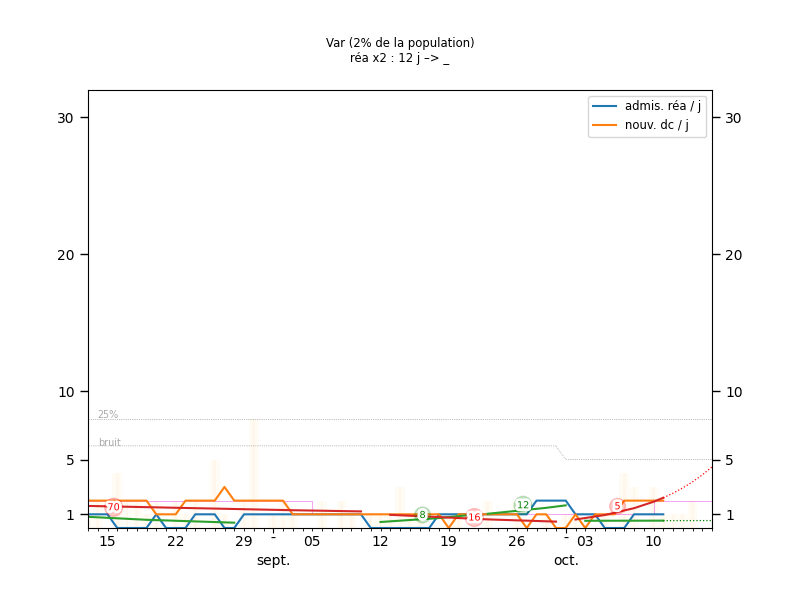 Var (2% de la population)
réa x2 : 12 j –> _
admis. réa / j
nouv. dc / j
30 30
20 20
10 10
25%
bruit
5 5
70 8 16 12 5
1 1
15 22 29 - 05 12 19 26 - 03 10
sept. oct.